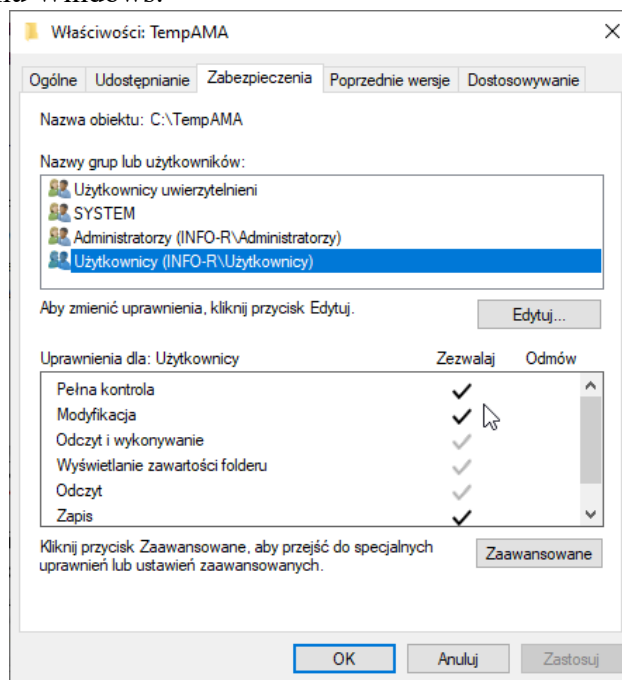 Właściwości: TempAMA
Ogólne Udostępnianie Zabezpieczenia Poprzednie wersje Dostosowywanie
Nazwa obiektu: C:\TempAMA
Nazwy grup lub użytkowników:
Użytkownicy uwierzytelnieni
SYSTEM
Administratorzy (INFO-R\Administratorzy)
Użytkownicy (INFO-R\Użytkownicy)
Aby zmienić uprawnienia, kliknij przycisk Edytuj. Edytuj...
Uprawnienia dla: Użytkownicy Zezwalaj Odmów
Pełna kontrola
Modyfikacja
Odczyt i wykonywanie
Wyświetlanie zawartości folderu
Odczyt
Zapis
Kliknij przycisk Zaawansowane, aby przejść do specjalnych
uprawnień lub ustawień zaawansowanych. Zaawansowane
OK Anuluj Zastosuj